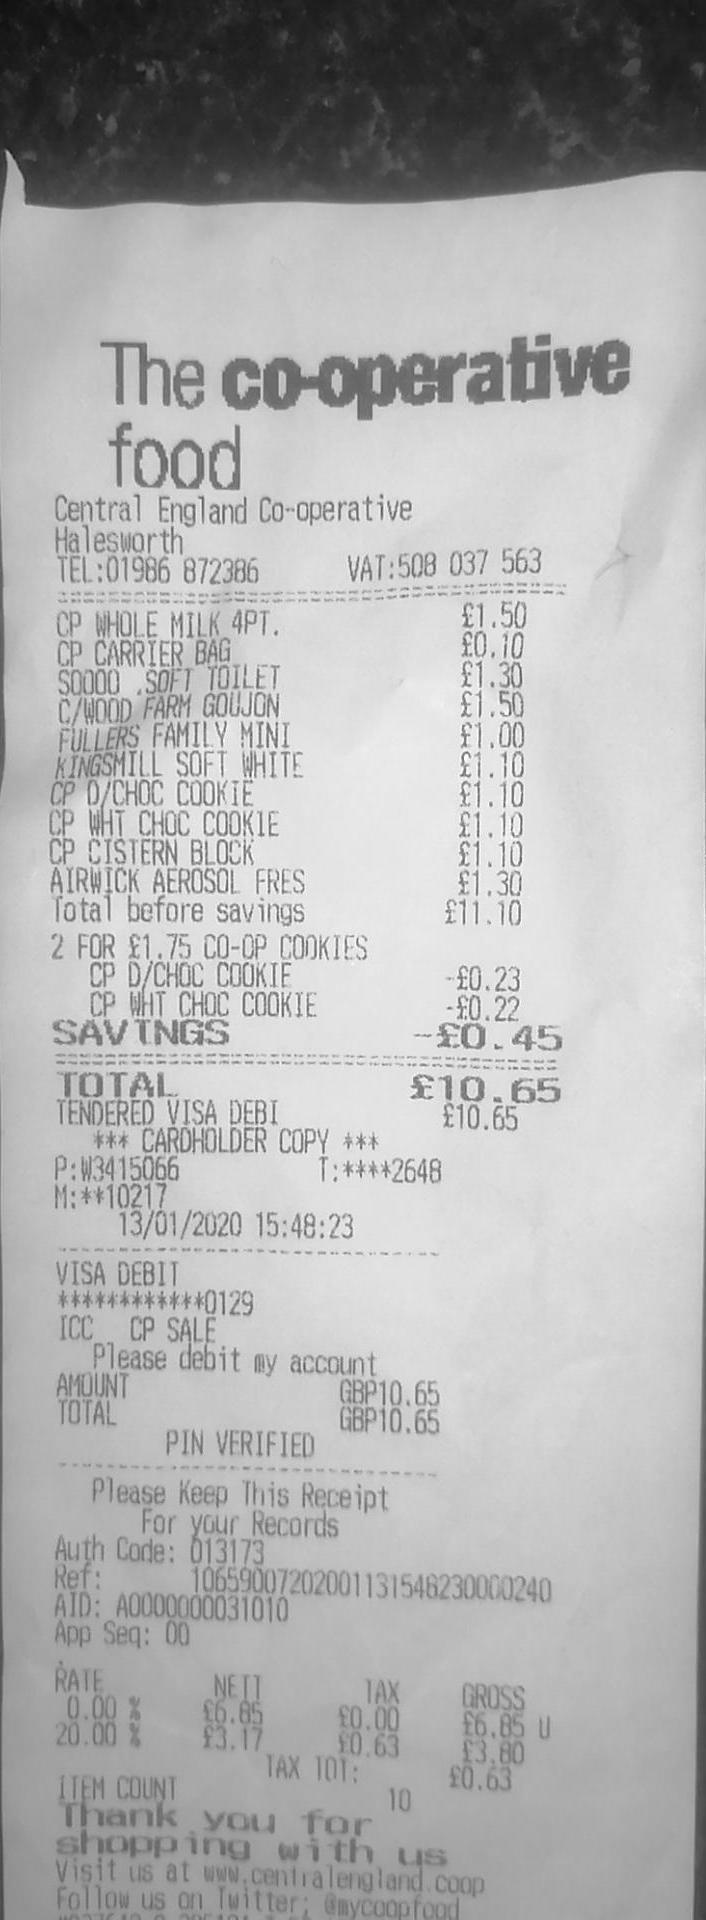 The co-operative
food
Central England Co-operative
Halesworth
TEL:01986 872386 VAT:508 037 563
CP WHOLE MILK 4PT. £1.50
CP CARRIER BAG £0.10
SOOOO .SOFT TOILET £1.30
C/WOOD FARM GOUJON £1.50
FULLERS FAMILY MINI £1.00
KINGSMILL SOFT WHITE £1.10
CP D/CHOC COOKIE £1.10
CP WHT CHOC COOKIE £1.10
CP CISTERN BLOCK £1.10
AIRWICK AEROSOL FRES £1.30
Total before savings £11.10
2 FOR £1.75 CO-OP COOKIES
CP D/CHOC COOKIE -£0.23
CP WHT CHOC COOKIE -£0.22
SAVINGS -£0.45
TOTAL £10.65
TENDERED VISA DEBI £10.65
*** CARDHOLDER COPY ***
P:W3415066 T:****2648
M:**10217
13/01/2020 15:48:23
VISA DEBIT
************0129
ICC CP SALE
Please debit my account
AMOUNT GBP10.65
TOTAL GBP10.65
PIN VERIFIED
Please Keep This Receipt
For your Records
Auth Code: 013173
Ref: 10659007202001131548230000240
AID: A0000000031010
App Seq: 00
RATE NETT TAX GROSS
0.00 % £6.85 £0.00 £6.85 U
20.00 % £3.17 £0.63 £3.80
TAX TOT: £0.63
ITEM COUNT 10
Thank you for
shopping with us
Visit us at www.centralengland.coop
Follow us on Twitter: @mycoopfood